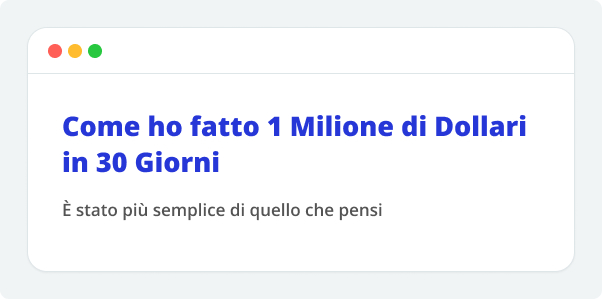 Come ho fatto 1 Milione di Dollari
in 30 Giorni
È stato più semplice di quello che pensi